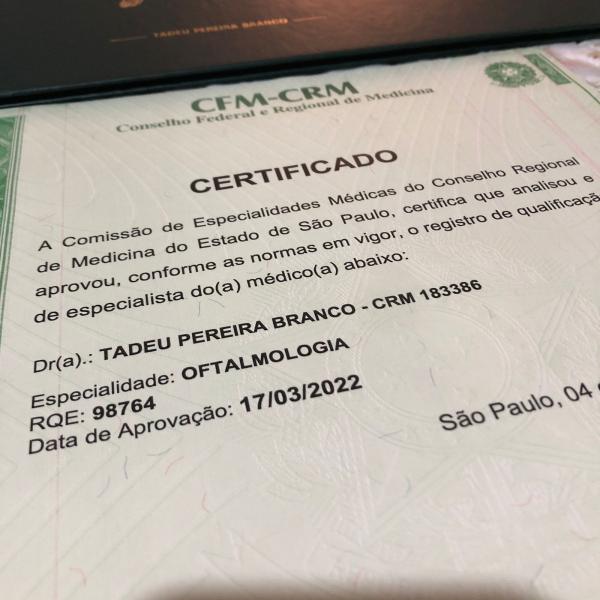 TADEU PEREIRA BRANCO
CFM-CRM
Conselho Federal e Regional de Medicina
CERTIFICADO
A Comissão de Especialidades Médicas do Conselho Regional
de Medicina do Estado de São Paulo, certifica que analisou e
aprovou, conforme as normas em vigor, o registro de qualificaçã
de especialista do(a) médico(a) abaixo:
Dr(a).: TADEU PEREIRA BRANCO - CRM 183386
Especialidade: OFTALMOLOGIA
RQE: 98764
Data de Aprovação: 17/03/2022
São Paulo, 04